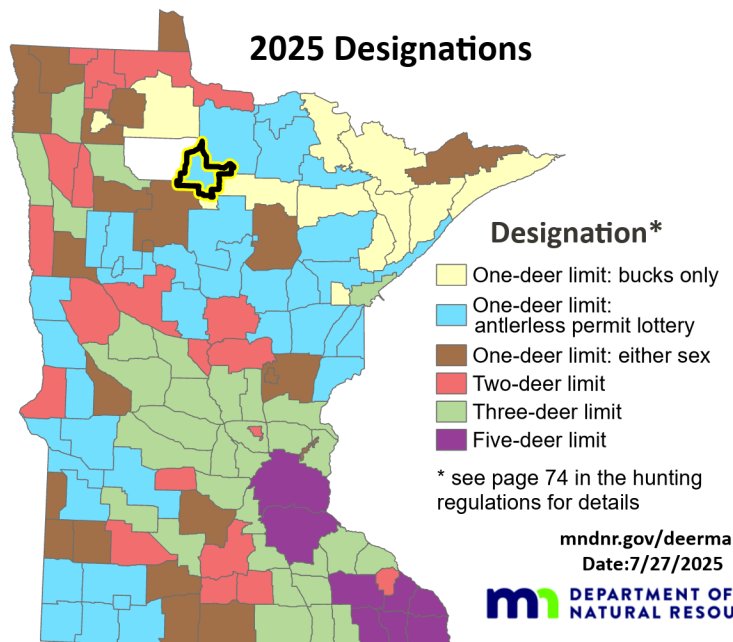 2025 Designations
Designation*
One-deer limit: bucks only
One-deer limit:
antlerless permit lottery
One-deer limit: either sex
Two-deer limit
Three-deer limit
Five-deer limit
* see page 74 in the hunting
regulations for details
mndnr.gov/deerma
Date:7/27/2025
mn DEPARTMENT OF
NATURAL RESOU